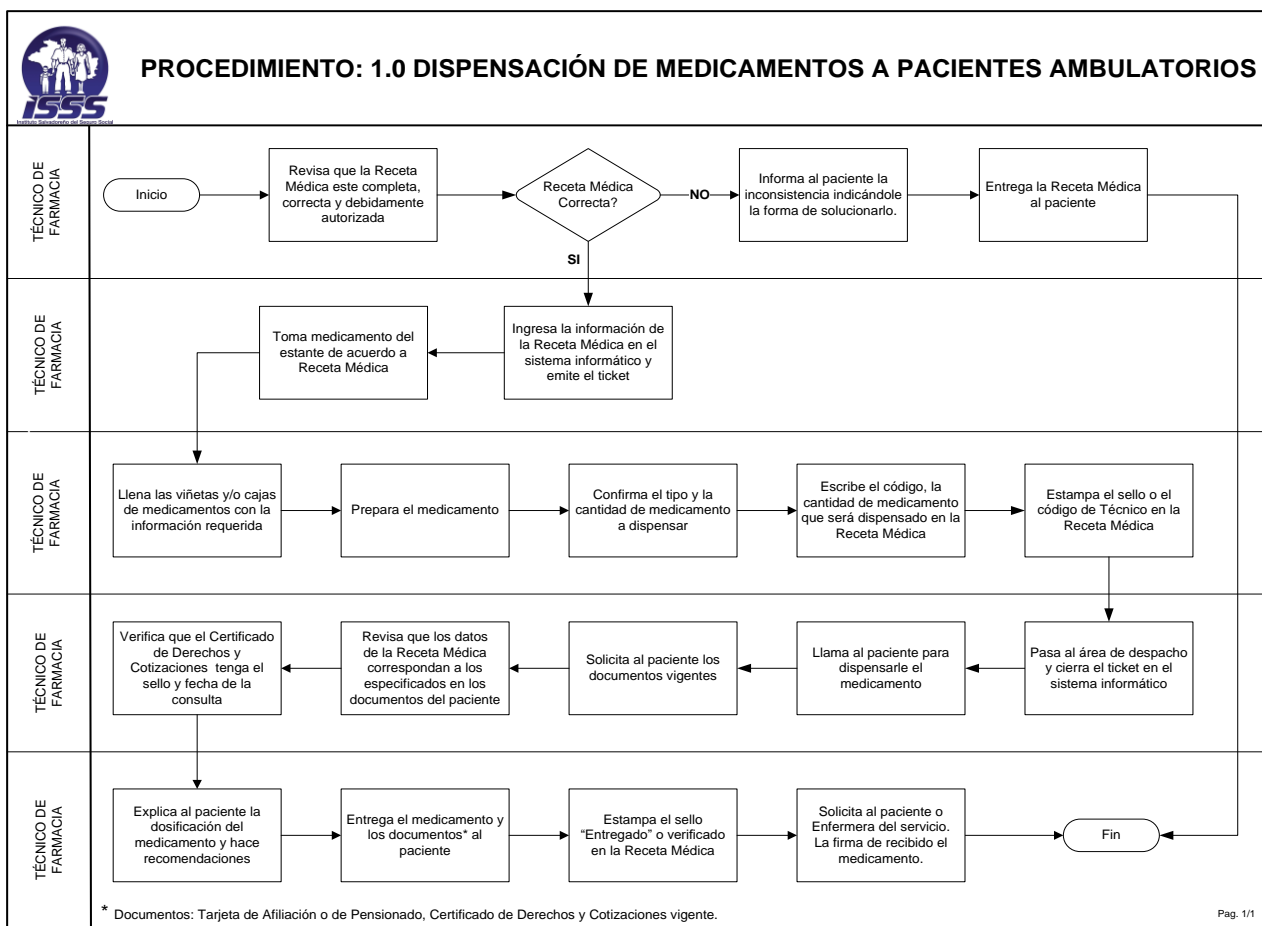 ISSS
Instituto Salvadoreño del Seguro Social
PROCEDIMIENTO: 1.0 DISPENSACIÓN DE MEDICAMENTOS A PACIENTES AMBULATORIOS
TÉCNICO DE
FARMACIA
Inicio
Revisa que la Receta
Médica este completa,
correcta y debidamente
autorizada
Receta Médica
Correcta?
NO
SI
Informa al paciente la
inconsistencia indicándole
la forma de solucionarlo.
Entrega la Receta Médica
al paciente
TÉCNICO DE
FARMACIA
Toma medicamento del
estante de acuerdo a
Receta Médica
Ingresa la información de
la Receta Médica en el
sistema informático y
emite el ticket
TÉCNICO DE
FARMACIA
Llena las viñetas y/o cajas
de medicamentos con la
información requerida
Prepara el medicamento
Confirma el tipo y la
cantidad de medicamento
a dispensar
Escribe el código, la
cantidad de medicamento
que será dispensado en la
Receta Médica
Estampa el sello o el
código de Técnico en la
Receta Médica
TÉCNICO DE
FARMACIA
Verifica que el Certificado
de Derechos y
Cotizaciones tenga el
sello y fecha de la
consulta
Revisa que los datos
de la Receta Médica
correspondan a los
especificados en los
documentos del paciente
Solicita al paciente los
documentos vigentes
Llama al paciente para
dispensarle el
medicamento
Pasa al área de despacho
y cierra el ticket en el
sistema informático
TÉCNICO DE
FARMACIA
Explica al paciente la
dosificación del
medicamento y hace
recomendaciones
Entrega el medicamento y
los documentos* al
paciente
Estampa el sello
“Entregado” o verificado
en la Receta Médica
Solicita al paciente o
Enfermera del servicio.
La firma de recibido el
medicamento.
Fin
* Documentos: Tarjeta de Afiliación o de Pensionado, Certificado de Derechos y Cotizaciones vigente.
Pag. 1/1